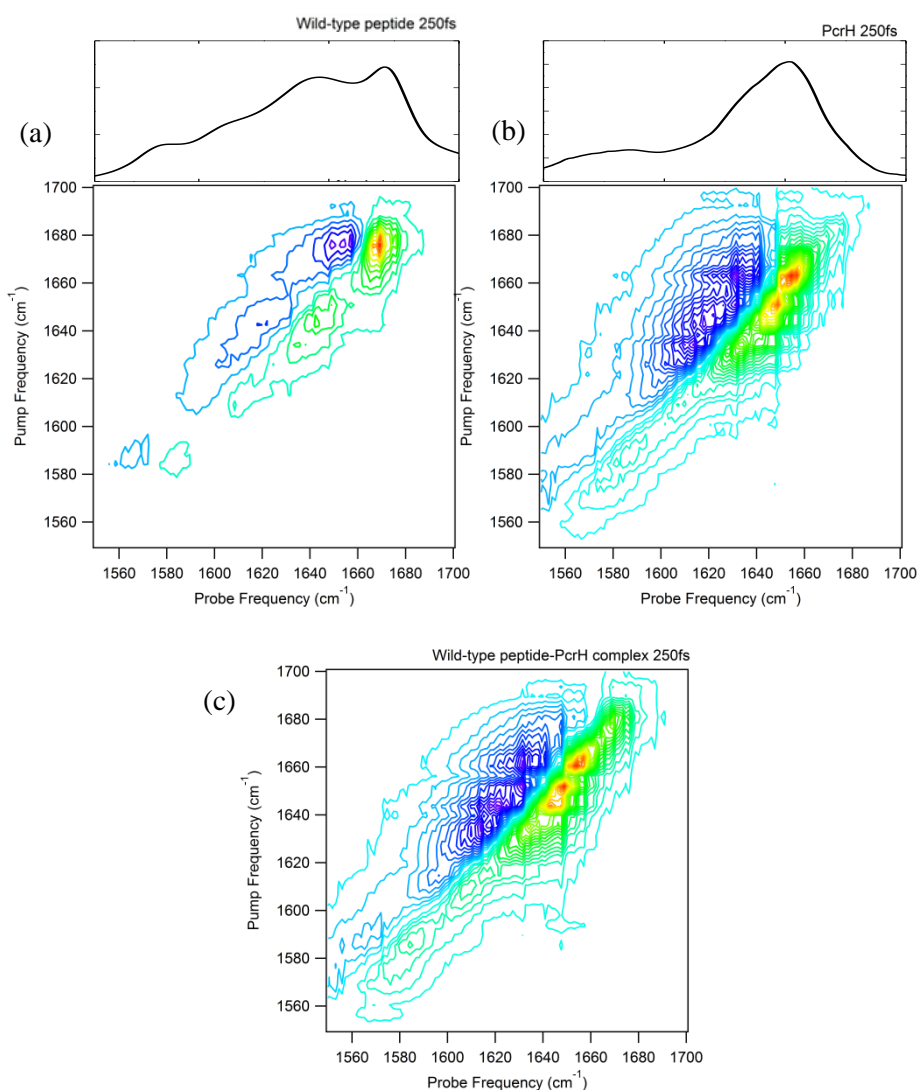 Wild-type peptide 250fs
PcrH 250fs
(a)
(b)
1700
1680
1660
1640
1620
1600
1580
1560
Pump Frequency (cm-1)
1560 1580 1600 1620 1640 1660 1680 1700
Probe Frequency (cm-1)
1700
1680
1660
1640
1620
1600
1580
1560
Pump Frequency (cm-1)
1560 1580 1600 1620 1640 1660 1680 1700
Probe Frequency (cm-1)
Wild-type peptide-PcrH complex 250fs
(c)
1700
1680
1660
1640
1620
1600
1580
1560
Pump Frequency (cm-1)
1560 1580 1600 1620 1640 1660 1680 1700
Probe Frequency (cm-1)